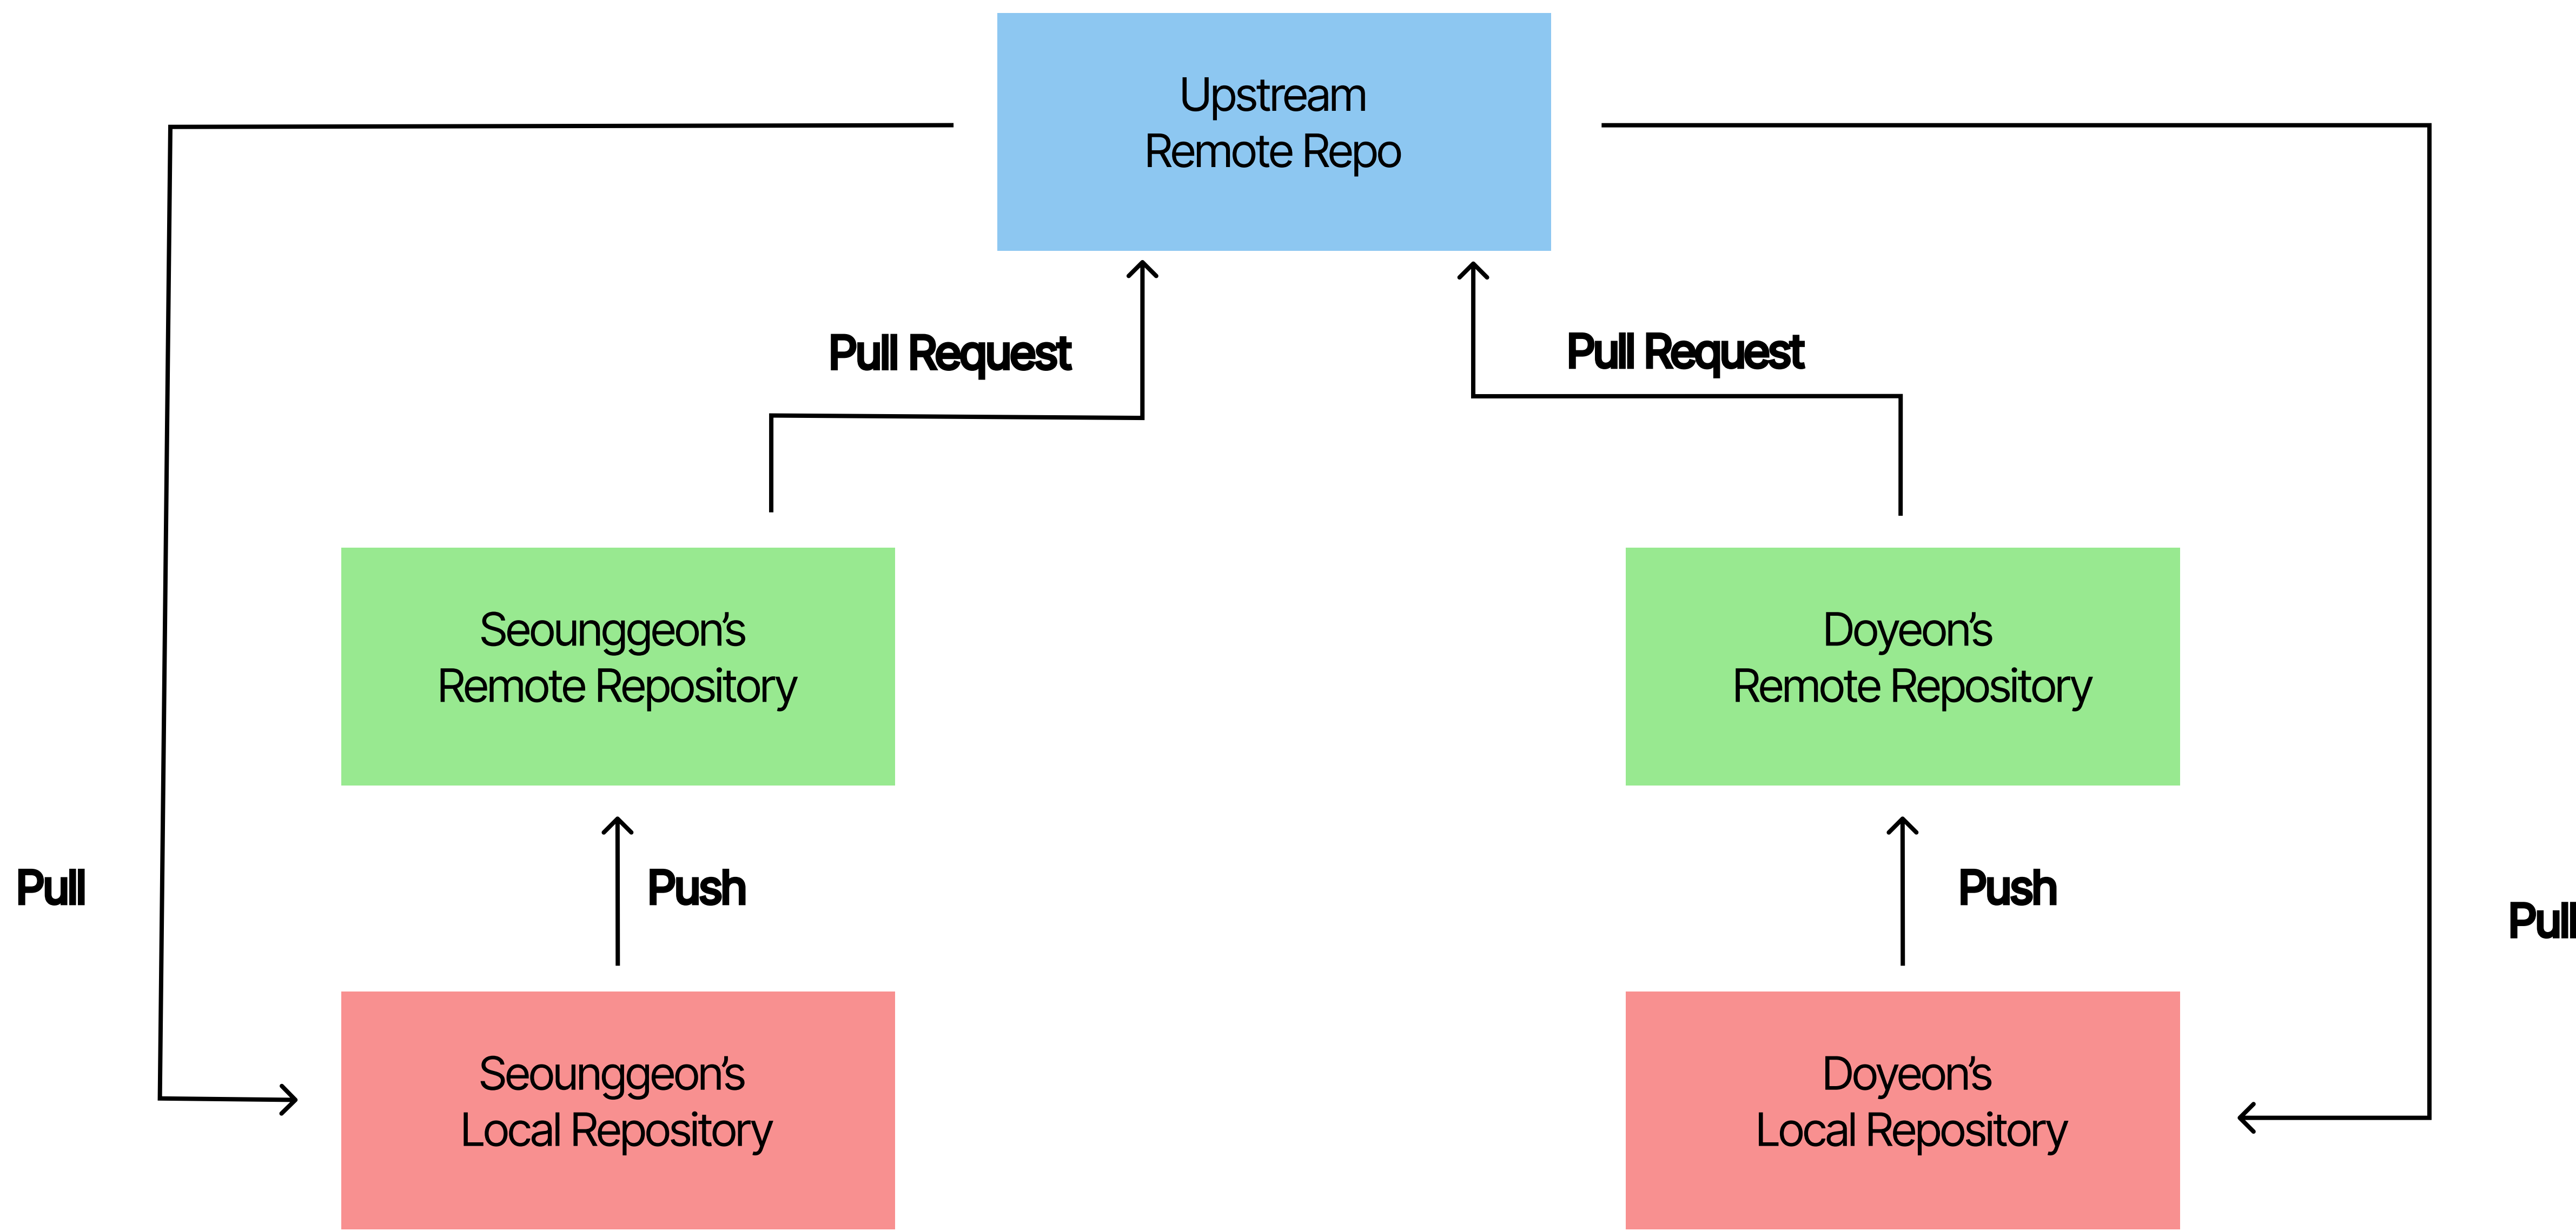 Upstream
Remote Repo
Pull Request
Pull Request
Seounggeon’s
Remote Repository
Doyeon’s
Remote Repository
Pull
Push
Push
Pull
Seounggeon’s
Local Repository
Doyeon’s
Local Repository